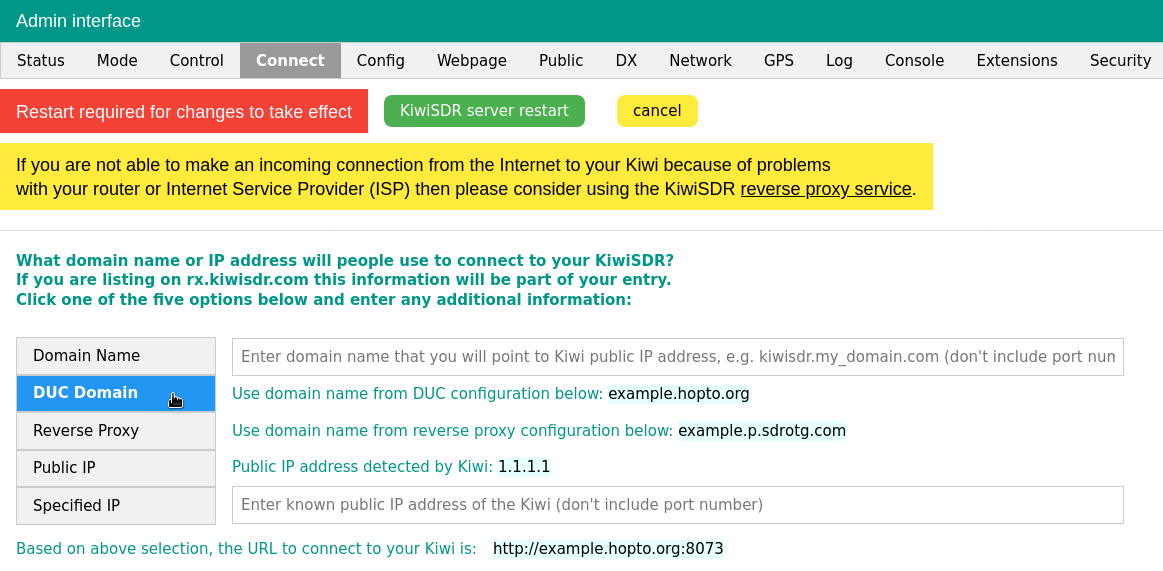 Admin interface
Status Mode Control Connect Config Webpage Public DX Network GPS Log Console Extensions Security
Restart required for changes to take effect KiwiSDR server restart cancel
If you are not able to make an incoming connection from the Internet to your Kiwi because of problems
with your router or Internet Service Provider (ISP) then please consider using the KiwiSDR reverse proxy service.
What domain name or IP address will people use to connect to your KiwiSDR?
If you are listing on rx.kiwisdr.com this information will be part of your entry.
Click one of the five options below and enter any additional information:
Domain Name Enter domain name that you will point to Kiwi public IP address, e.g. kiwisdr.my_domain.com (don't include port num
DUC Domain Use domain name from DUC configuration below: example.hopto.org
Reverse Proxy Use domain name from reverse proxy configuration below: example.p.sdrotg.com
Public IP Public IP address detected by Kiwi: 1.1.1.1
Specified IP Enter known public IP address of the Kiwi (don't include port number)
Based on above selection, the URL to connect to your Kiwi is: http://example.hopto.org:8073